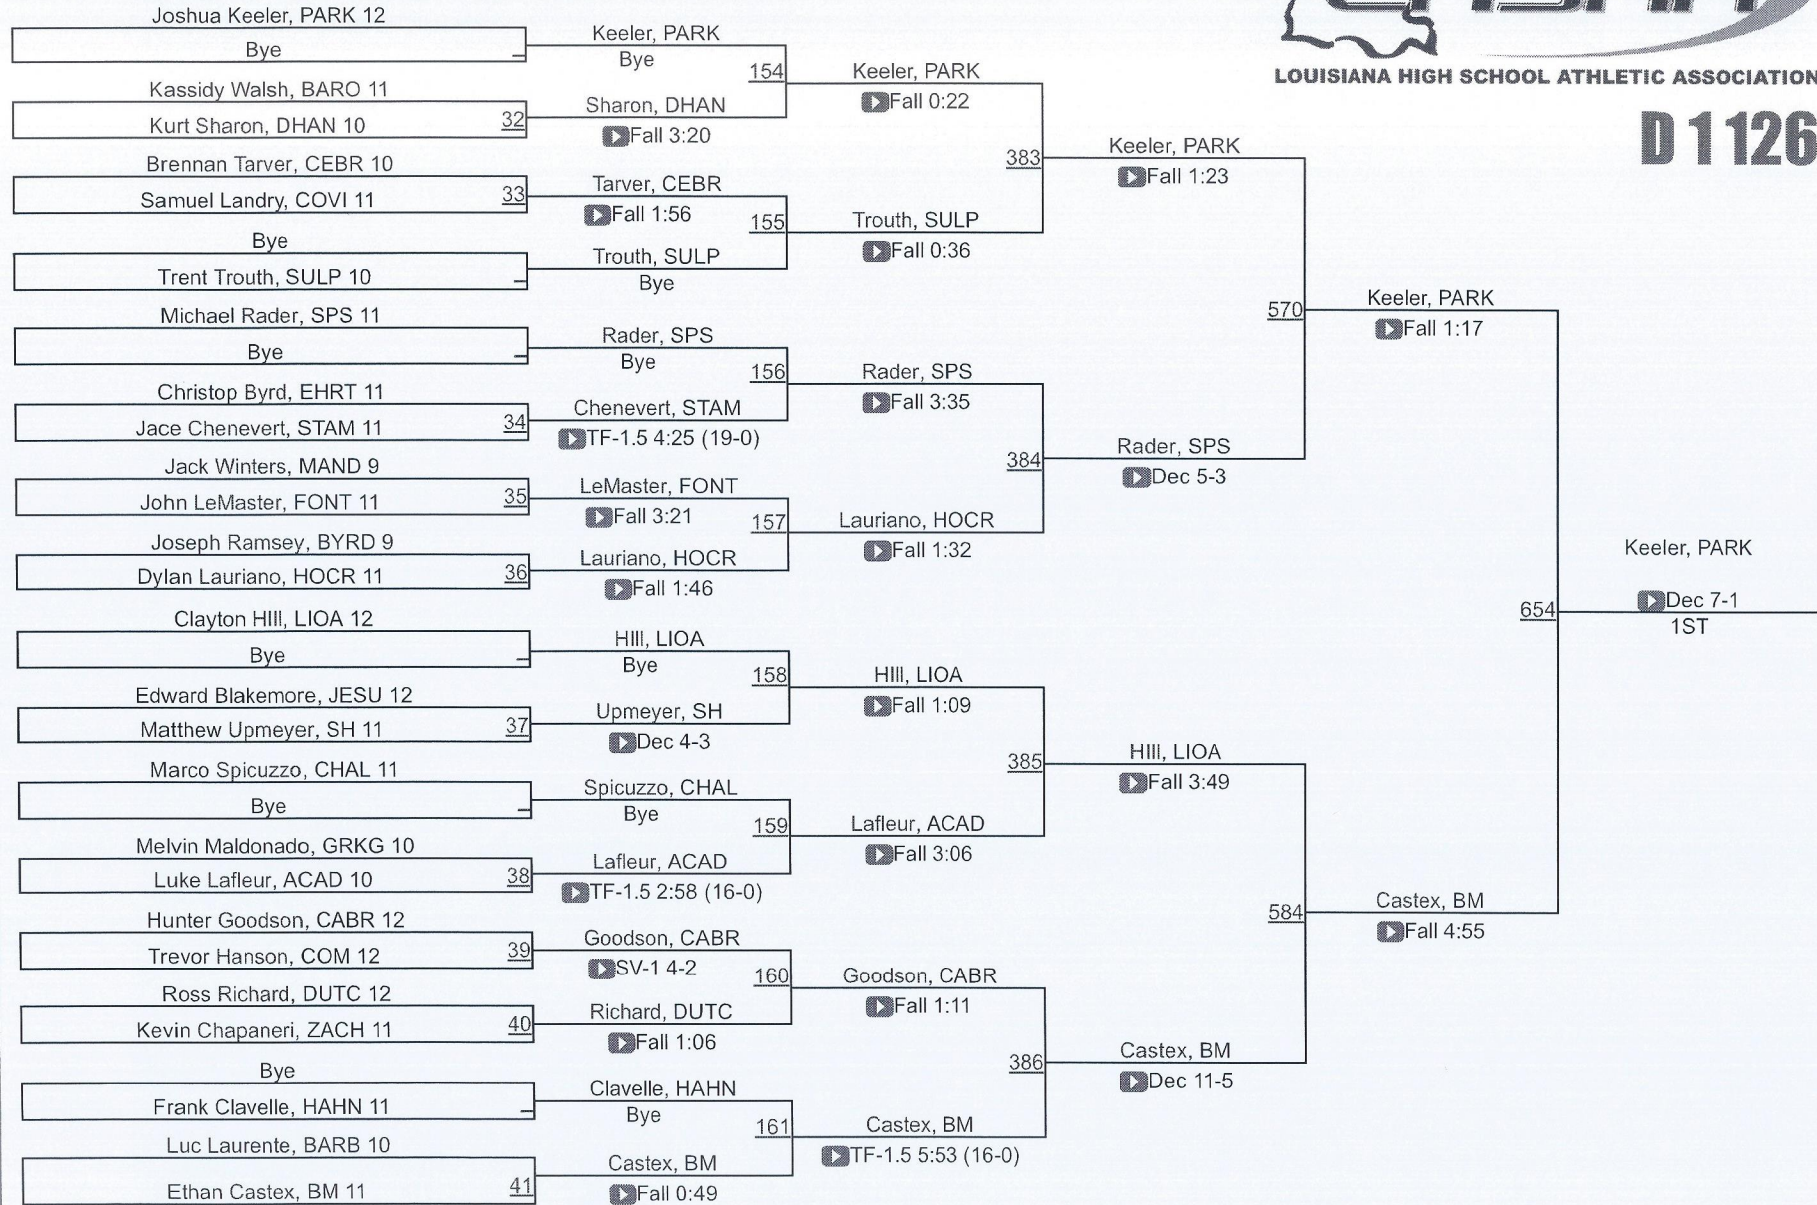 LOUISIANA HIGH SCHOOL ATHLETIC ASSOCIATION
D 1 126
Joshua Keeler, PARK 12
Bye
Kassidy Walsh, BARO 11
Kurt Sharon, DHAN 10
32
Brennan Tarver, CEBR 10
Samuel Landry, COVI 11
33
Bye
Trent Trouth, SULP 10
Michael Rader, SPS 11
Bye
Christop Byrd, EHRT 11
Jace Chenevert, STAM 11
34
Jack Winters, MAND 9
John LeMaster, FONT 11
35
Joseph Ramsey, BYRD 9
Dylan Lauriano, HOCR 11
36
Clayton HIll, LIOA 12
Bye
Edward Blakemore, JESU 12
Matthew Upmeyer, SH 11
37
Marco Spicuzzo, CHAL 11
Bye
Melvin Maldonado, GRKG 10
Luke Lafleur, ACAD 10
38
Hunter Goodson, CABR 12
Trevor Hanson, COM 12
39
Ross Richard, DUTC 12
Kevin Chapaneri, ZACH 11
40
Bye
Frank Clavelle, HAHN 11
Luc Laurente, BARB 10
Ethan Castex, BM 11
41
Keeler, PARK
Bye
154
Sharon, DHAN
Fall 3:20
Tarver, CEBR
Fall 1:56
155
Trouth, SULP
Bye
Rader, SPS
Bye
156
Chenevert, STAM
TF-1.5 4:25 (19-0)
LeMaster, FONT
Fall 3:21
157
Lauriano, HOCR
Fall 1:46
HIll, LIOA
Bye
158
Upmeyer, SH
Dec 4-3
Spicuzzo, CHAL
Bye
159
Lafleur, ACAD
TF-1.5 2:58 (16-0)
Goodson, CABR
SV-1 4-2
160
Richard, DUTC
Fall 1:06
Clavelle, HAHN
Bye
161
Castex, BM
Fall 0:49
Keeler, PARK
Fall 0:22
383
Trouth, SULP
Fall 0:36
Rader, SPS
Fall 3:35
384
Lauriano, HOCR
Fall 1:32
HIll, LIOA
Fall 1:09
385
Lafleur, ACAD
Fall 3:06
Goodson, CABR
Fall 1:11
386
Castex, BM
TF-1.5 5:53 (16-0)
Keeler, PARK
Fall 1:23
570
Rader, SPS
Dec 5-3
HIll, LIOA
Fall 3:49
584
Castex, BM
Dec 11-5
Keeler, PARK
Fall 1:17
654
Castex, BM
Fall 4:55
Keeler, PARK
Dec 7-1
1ST